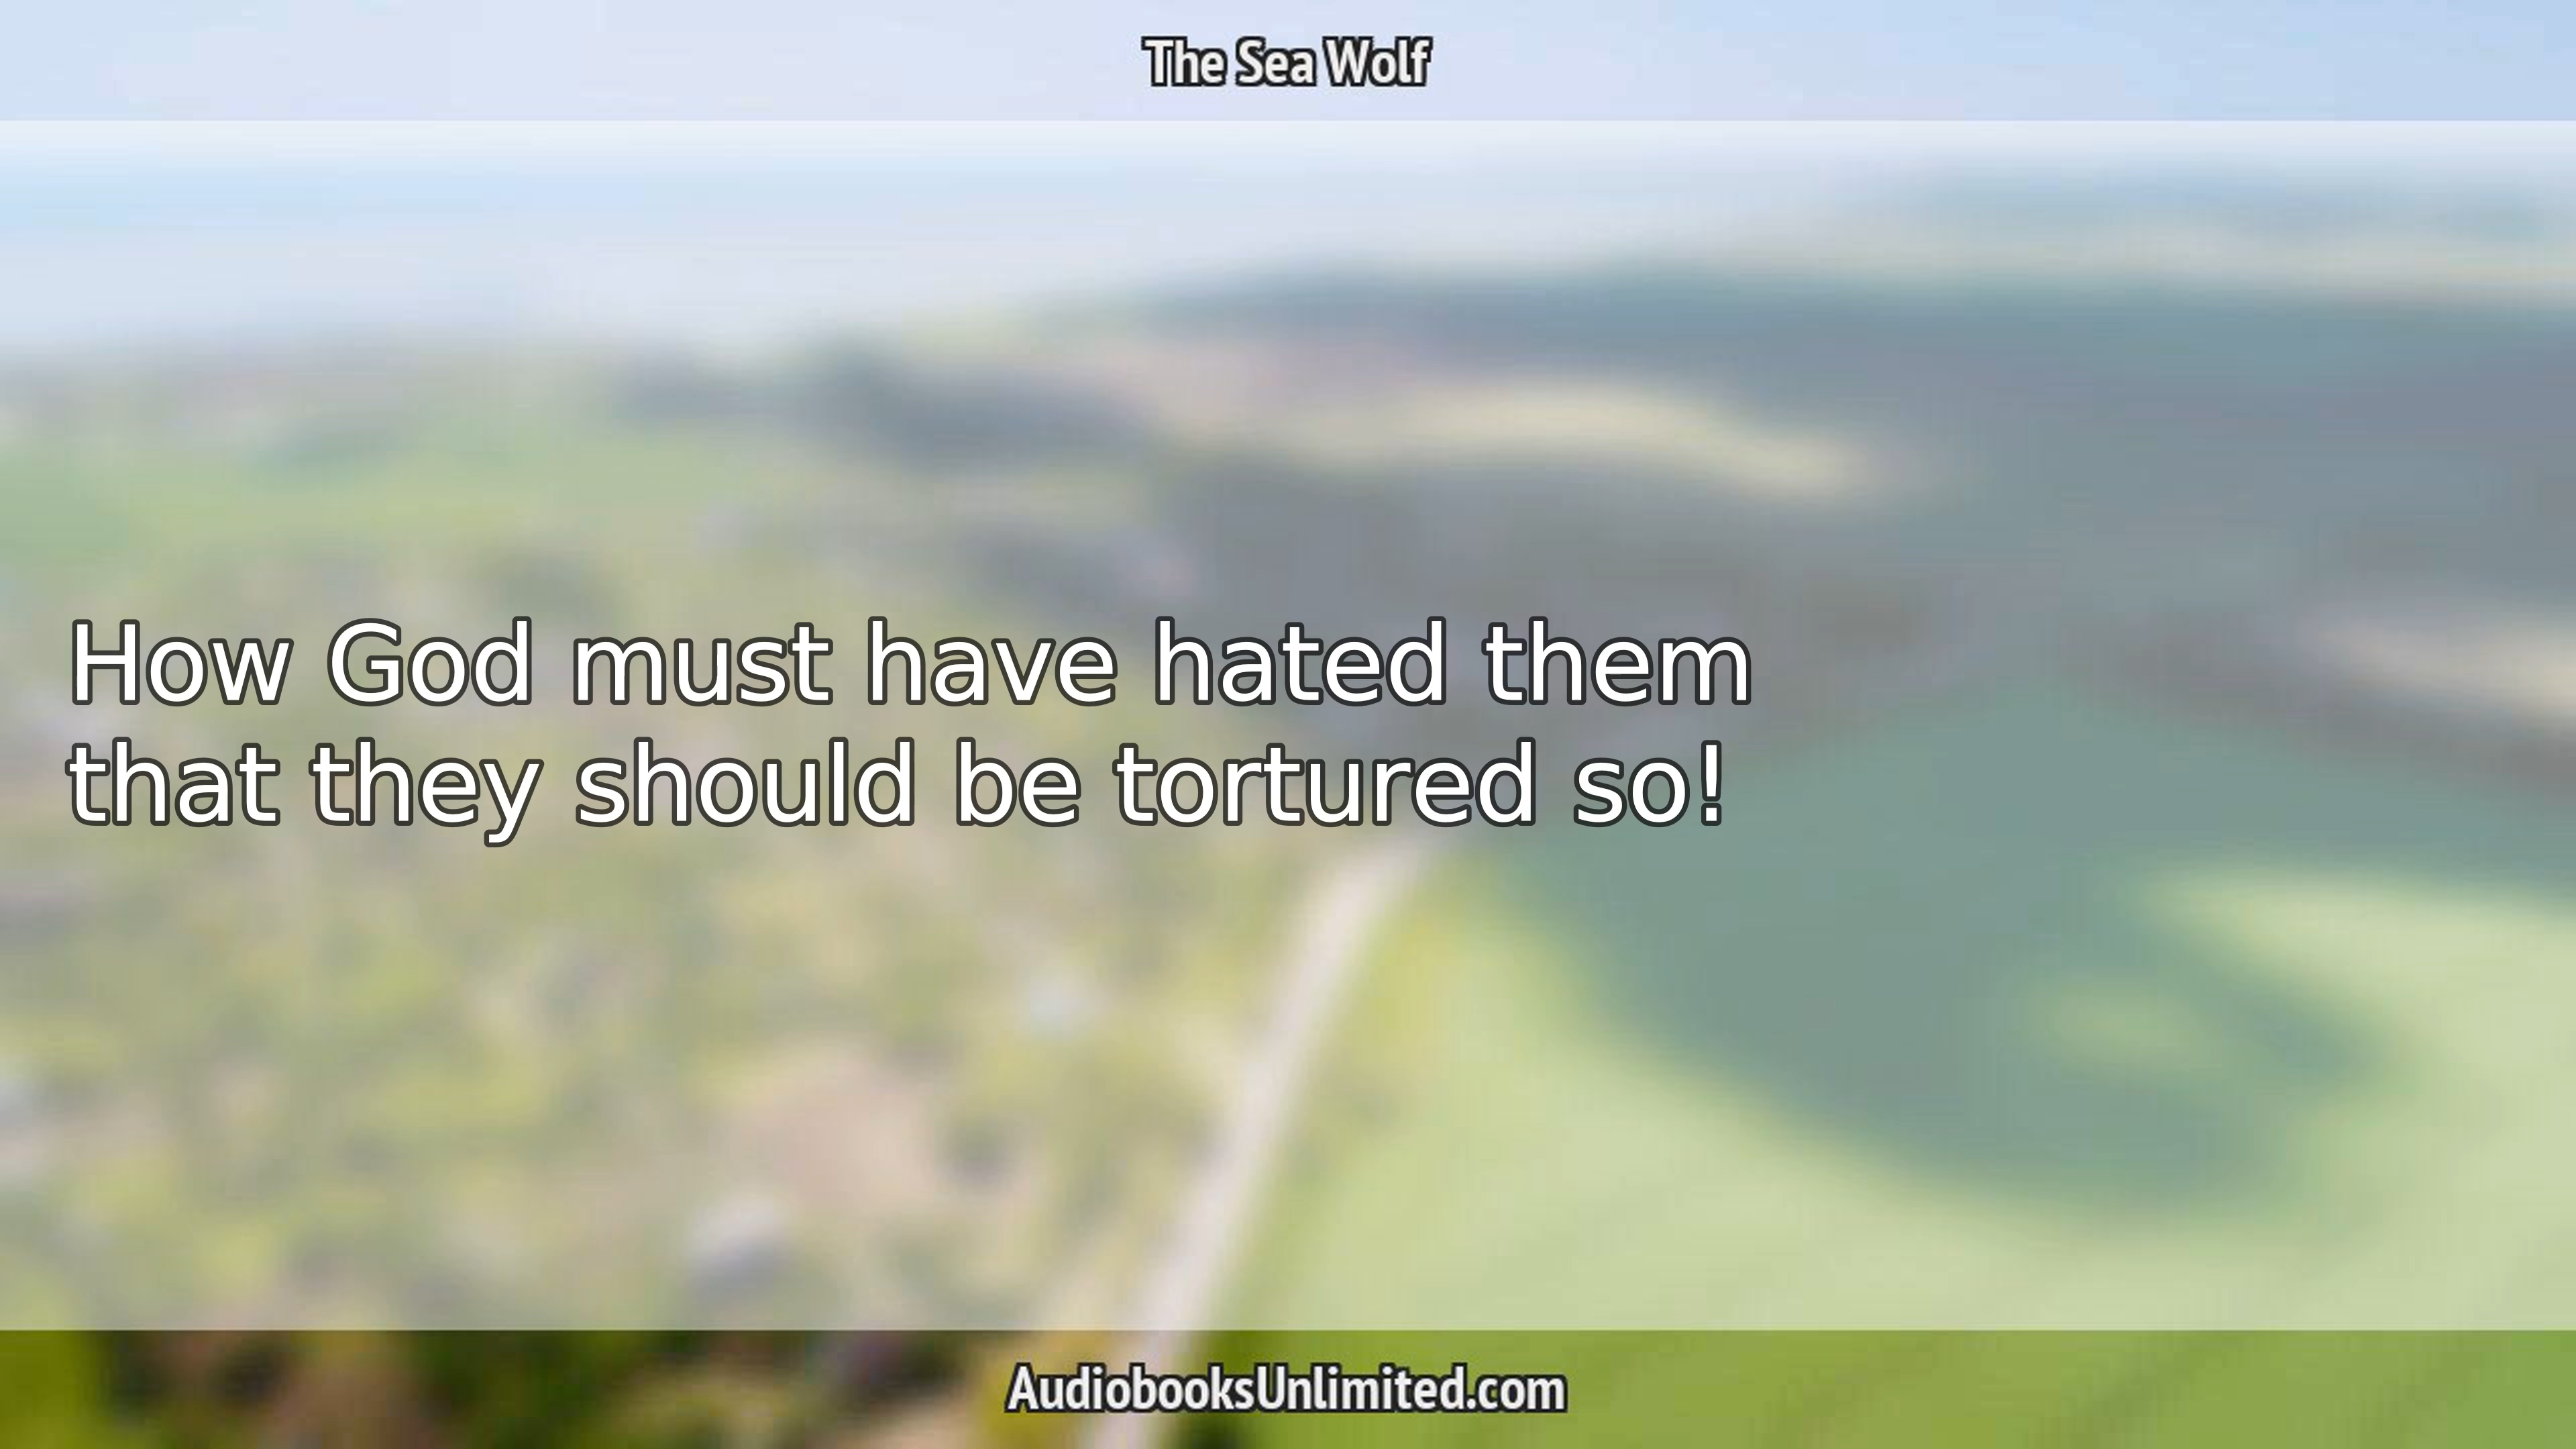 The Sea Wolf
How God must have hated them
that they should be tortured so!
AudiobooksUnlimited.com